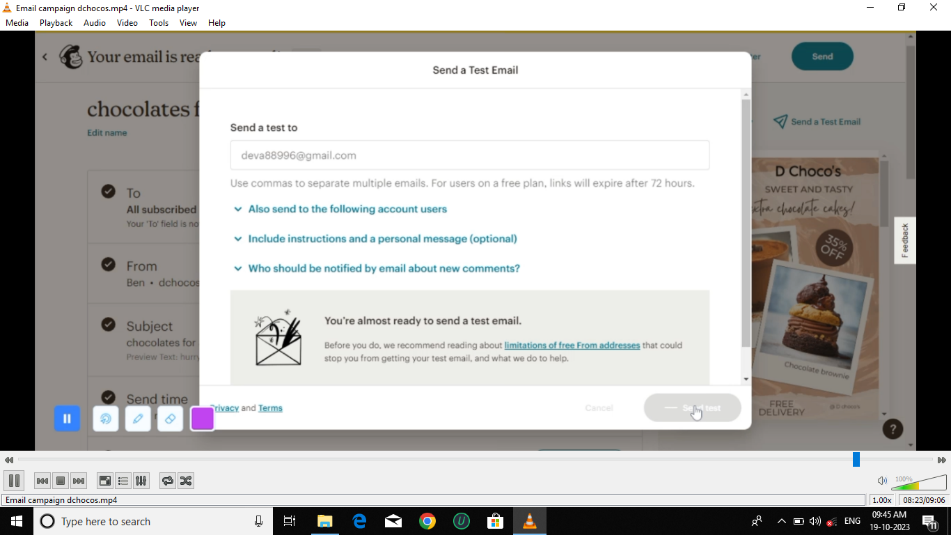 Email campaign dchocos.mp4 - VLC media player
Media Playback Audio Video Tools View Help
Your email is rea
Send
chocolates f
Edit name
Send a Test Email
To
All subscribed
Your 'To' field is no
From
Ben • dchocos
Subject
chocolates for
Preview Text: hurry
Send time
Send a Test Email
Send a test to
deva88996@gmail.com
Use commas to separate multiple emails. For users on a free plan, links will expire after 72 hours.
Also send to the following account users
Include instructions and a personal message (optional)
Who should be notified by email about new comments?
You're almost ready to send a test email.
Before you do, we recommend reading about limitations of free From addresses that could
stop you from getting your test email, and what we do to help.
Privacy and Terms
Cancel
Send test
D Choco's
SWEET AND TASTY
extra chocolate cakes!
35%
OFF
Chocolate brownie
FREE
DELIVERY
Feedback
?
100%
Email campaign dchocos.mp4
1.00x
08:23/09:06
Type here to search
ENG
09:45 AM
19-10-2023
11